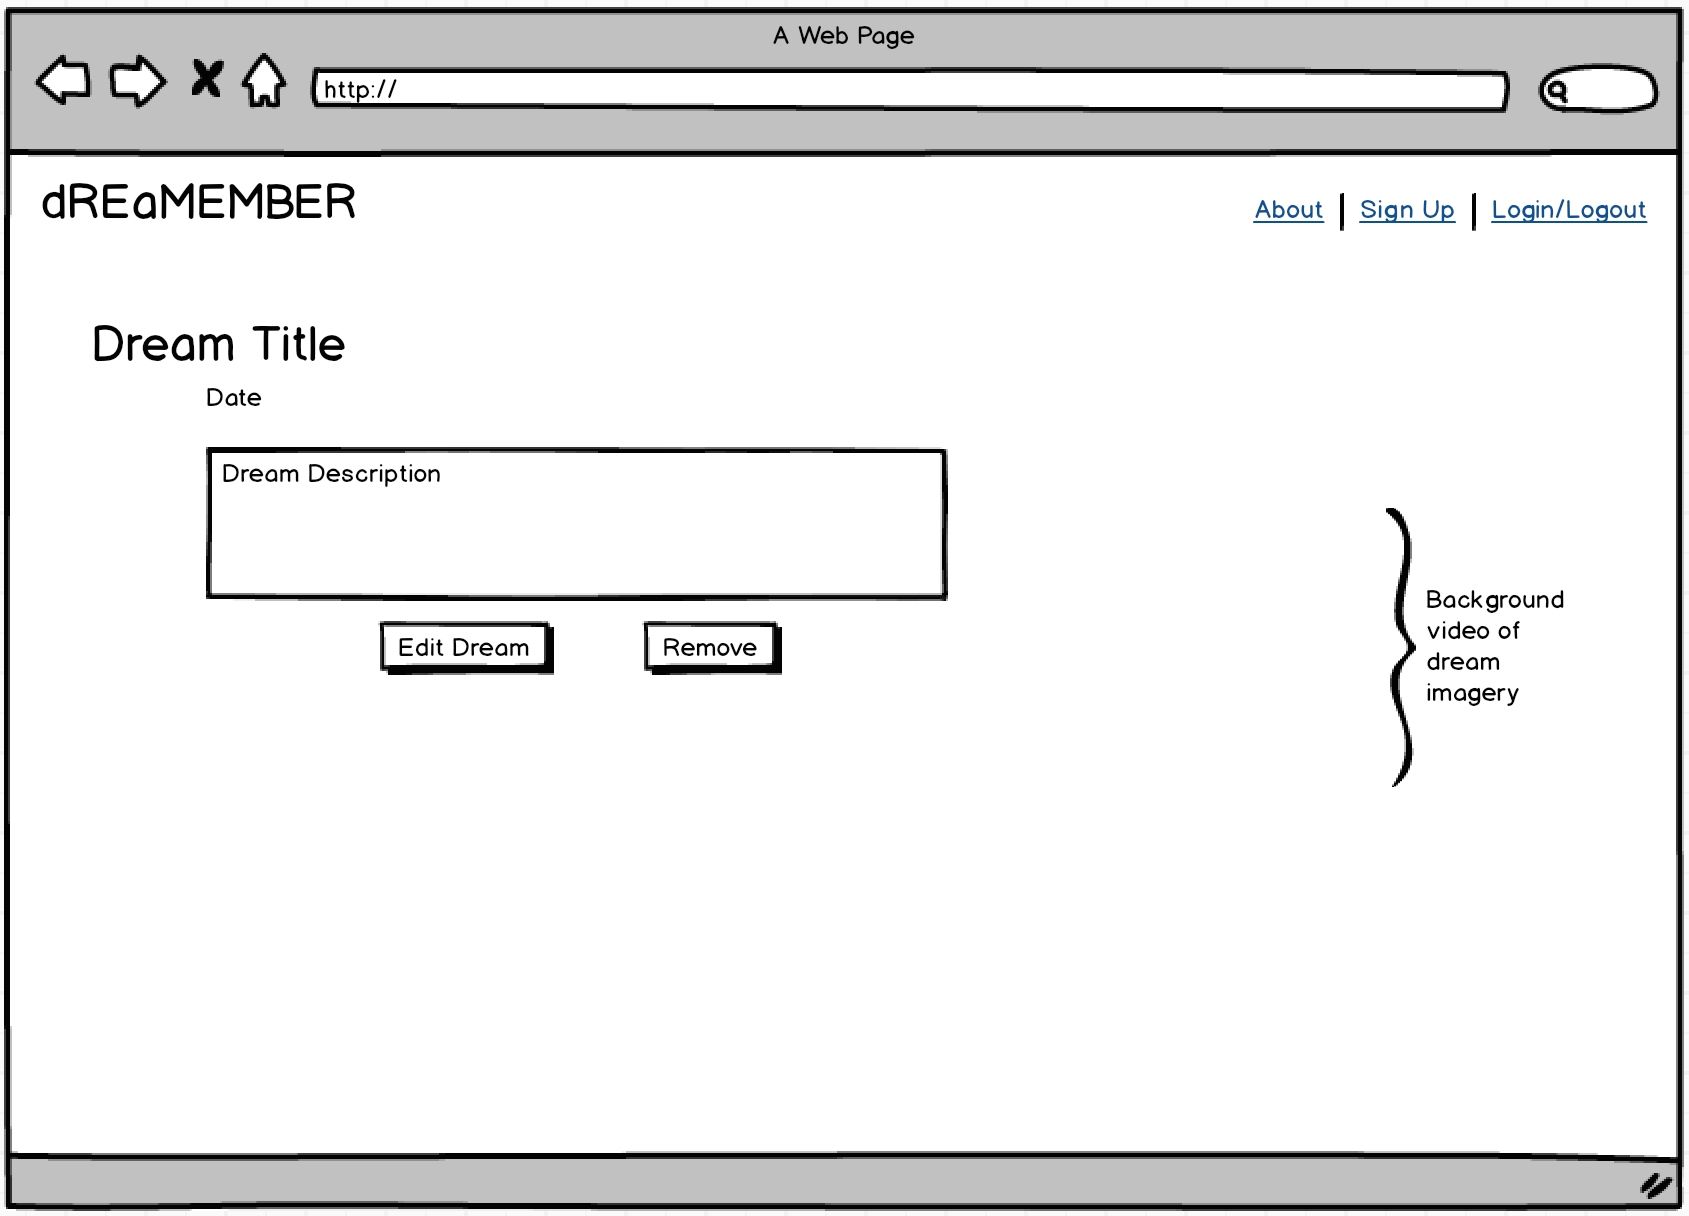 A Web Page
http://
dREaMEMBER
About
Sign Up
Login/Logout
Dream Title
Date
Dream Description
Edit Dream
Remove
Background
video of
dream
imagery